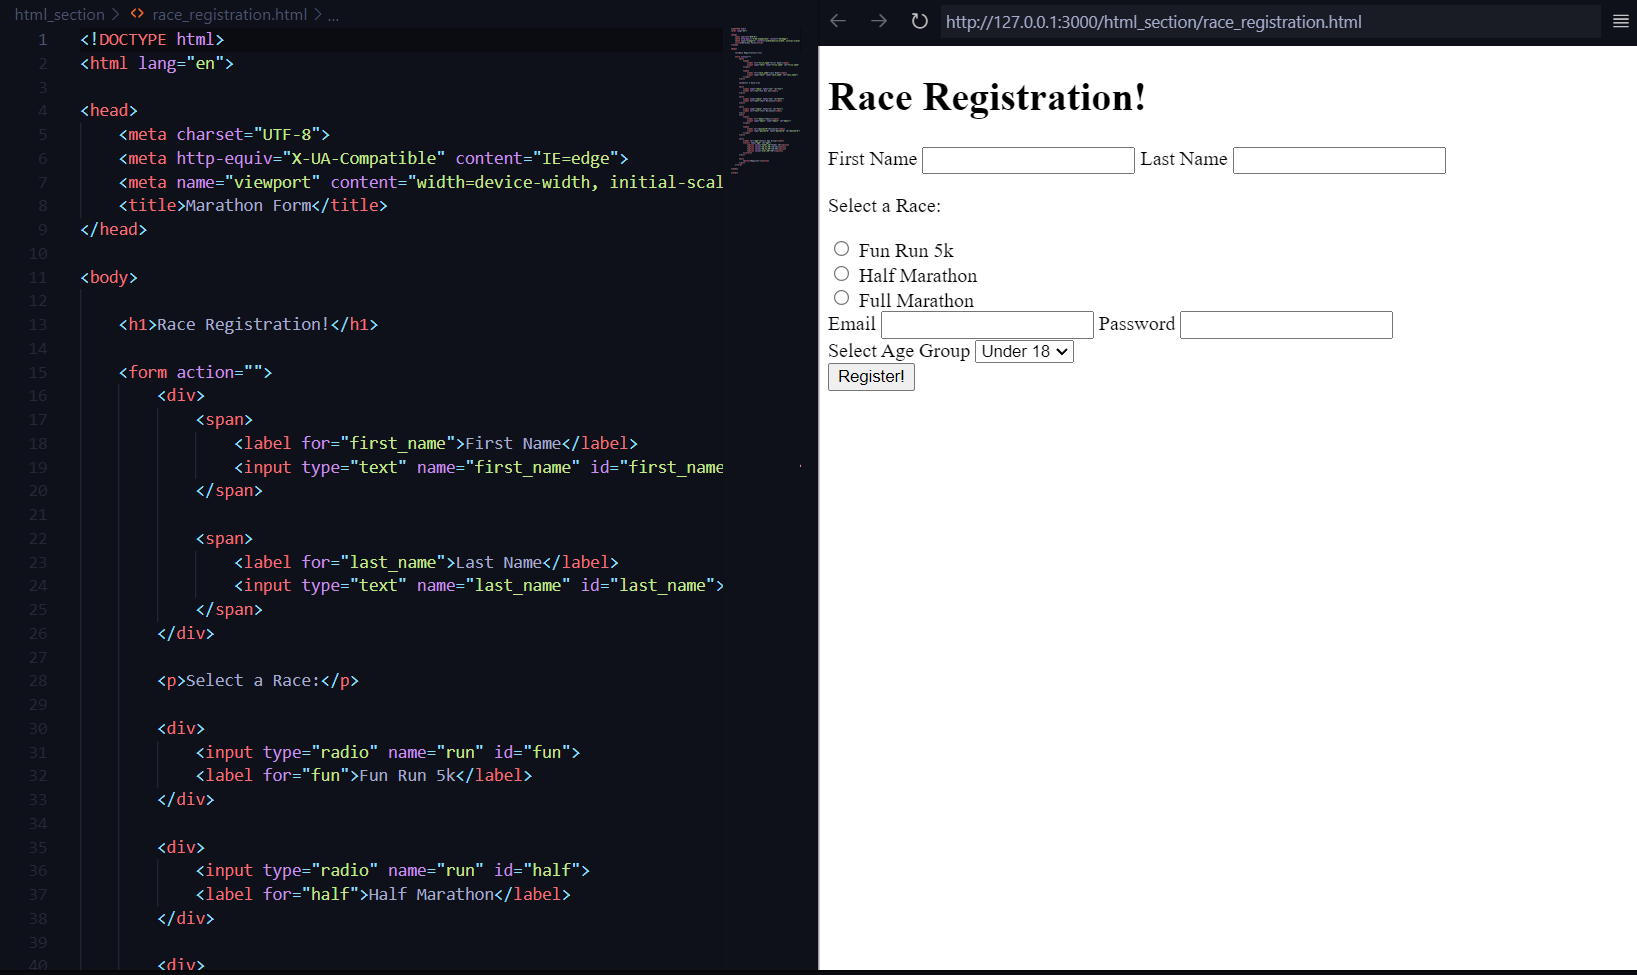 html_section > <> race_registration.html > ...
1 <!DOCTYPE html>
2 <html lang="en">
3
4 <head>
5 <meta charset="UTF-8">
6 <meta http-equiv="X-UA-Compatible" content="IE=edge">
7 <meta name="viewport" content="width=device-width, initial-scal
8 <title>Marathon Form</title>
9 </head>
10
11 <body>
12
13 <h1>Race Registration!</h1>
14
15 <form action="">
16 <div>
17 <span>
18 <label for="first_name">First Name</label>
19 <input type="text" name="first_name" id="first_name
20 </span>
21
22 <span>
23 <label for="last_name">Last Name</label>
24 <input type="text" name="last_name" id="last_name">
25 </span>
26 </div>
27
28 <p>Select a Race:</p>
29
30 <div>
31 <input type="radio" name="run" id="fun">
32 <label for="fun">Fun Run 5k</label>
33 </div>
34
35 <div>
36 <input type="radio" name="run" id="half">
37 <label for="half">Half Marathon</label>
38 </div>
39
40 <div>
http://127.0.0.1:3000/html_section/race_registration.html
Race Registration!
First Name Last Name
Select a Race:
Fun Run 5k
Half Marathon
Full Marathon
Email Password
Select Age Group Under 18
Register!